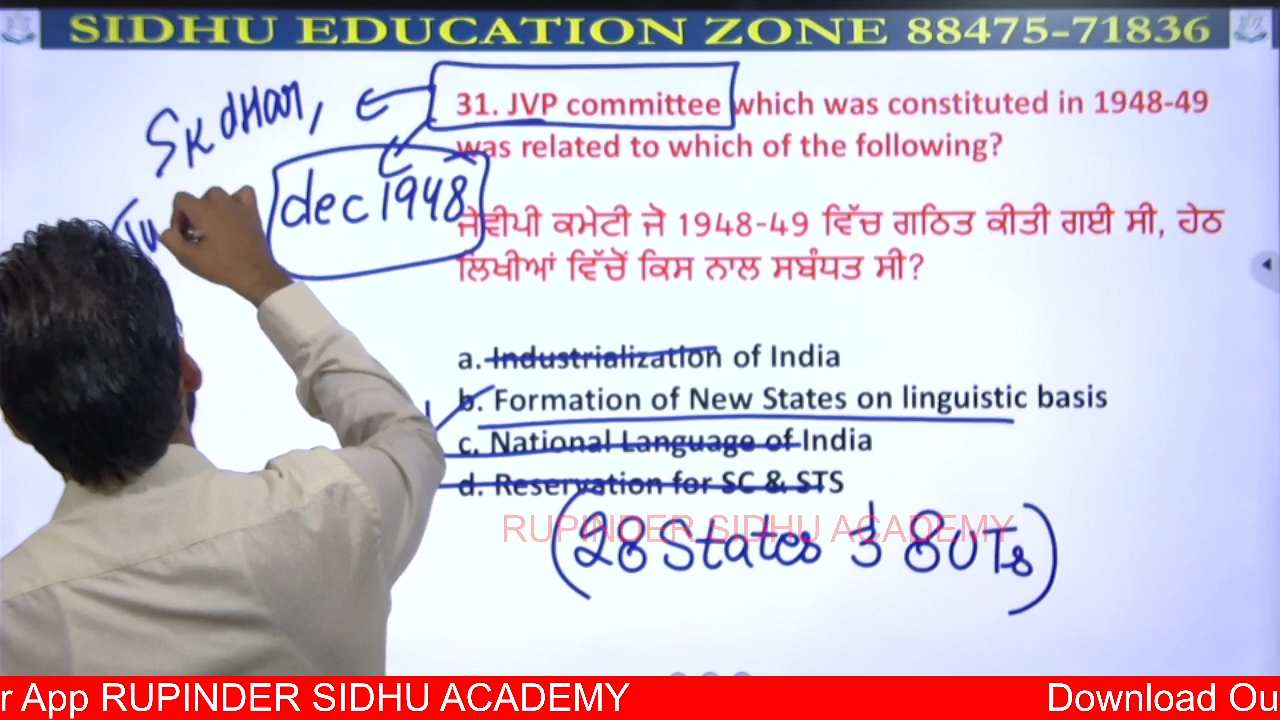 SIDHU EDUCATION ZONE 88475-71836
SK dHAR,
31. JVP committee which was constituted in 1948-49
was related to which of the following?
dec 1948
ਜੇਵੀਪੀ ਕਮੇਟੀ ਜੋ 1948-49 ਵਿੱਚ ਗਠਿਤ ਕੀਤੀ ਗਈ ਸੀ, ਹੇਠ
ਲਿਖੀਆਂ ਵਿੱਚੋਂ ਕਿਸ ਨਾਲ ਸਬੰਧਤ ਸੀ?
a. Industrialization of India
b. Formation of New States on linguistic basis
c. National Language of India
d. Reservation for SC & STS
RUPINDER SIDHU ACADEMY
(28 States & 8 UTs)
r App RUPINDER SIDHU ACADEMY Download Ou